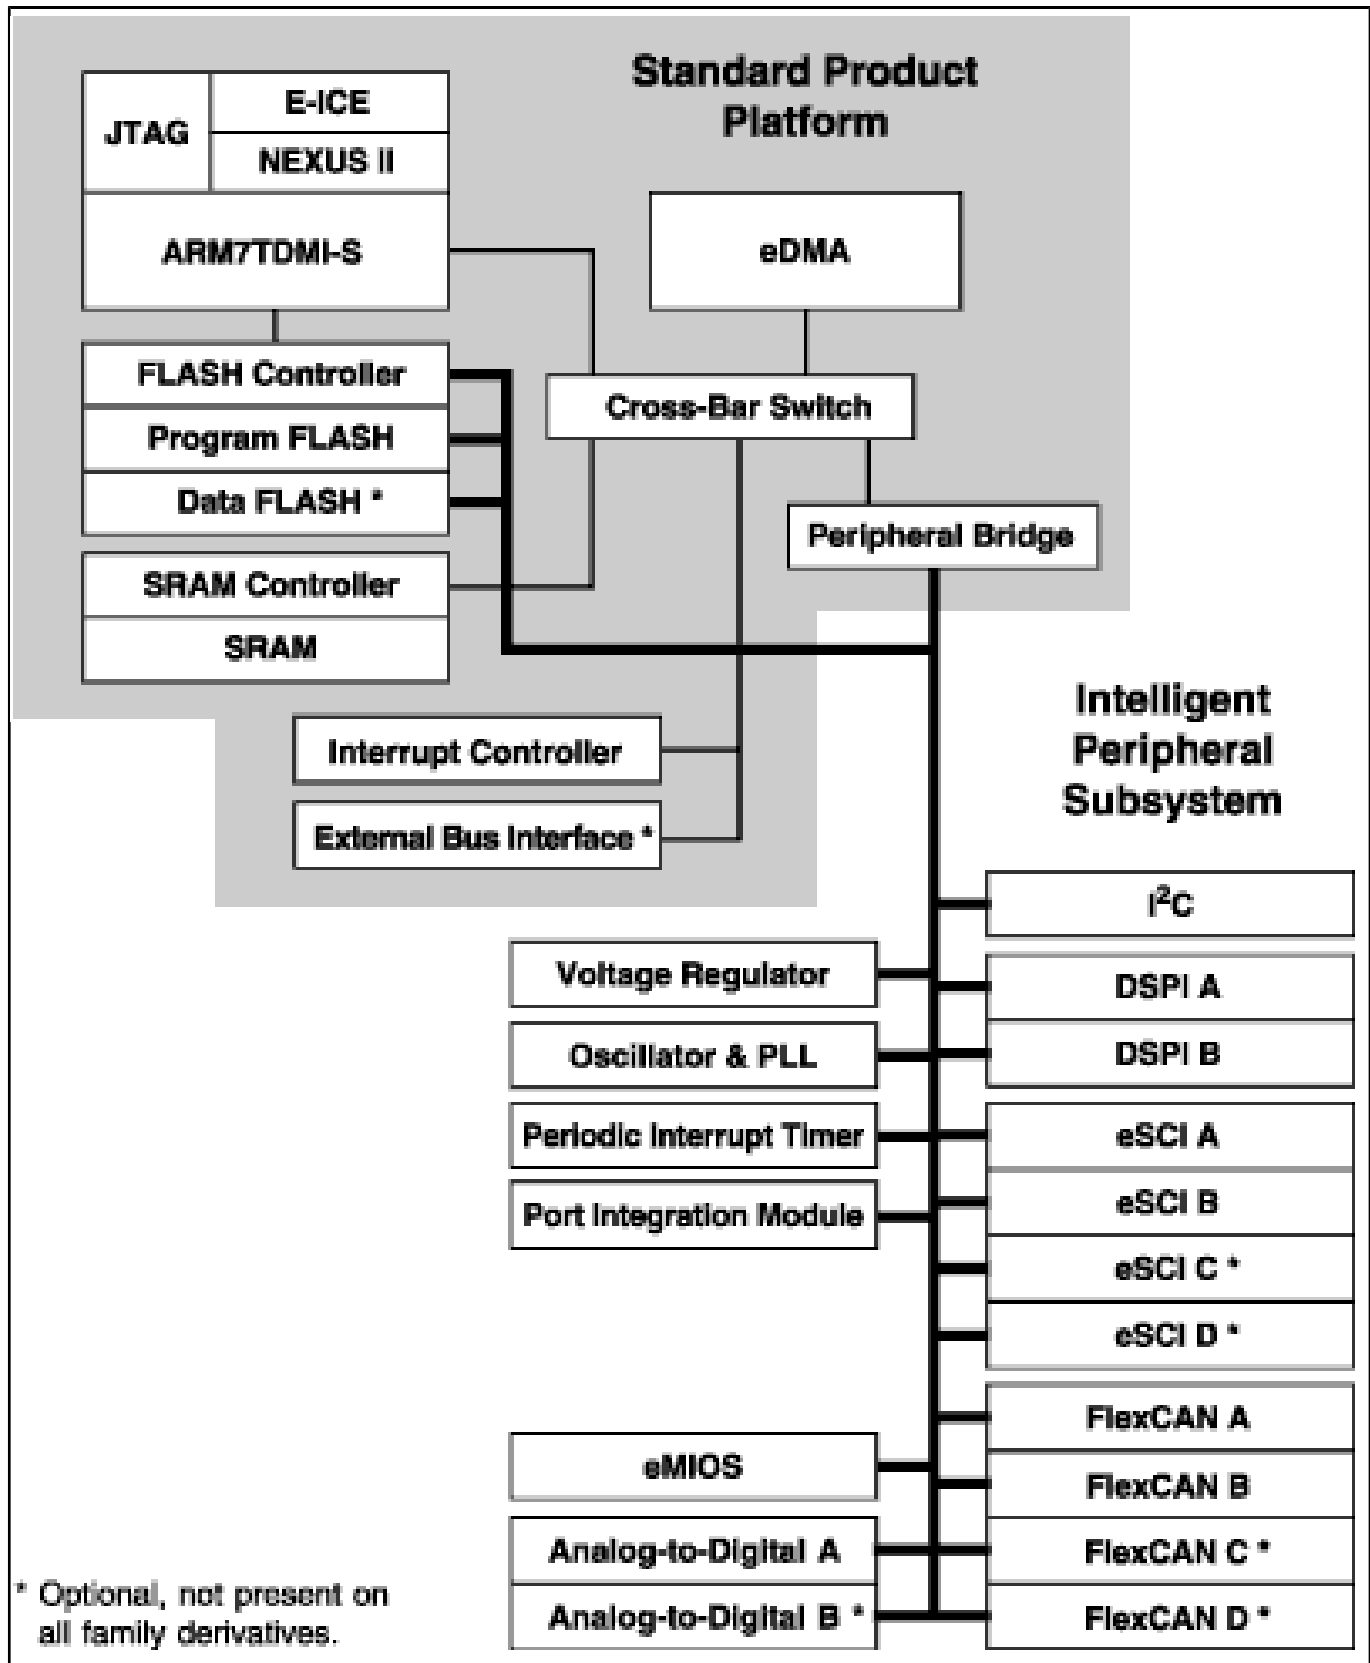 Standard Product
Platform
JTAG
E-ICE
NEXUS II
ARM7TDMI-S
eDMA
FLASH Controller
Program FLASH
Data FLASH *
Cross-Bar Switch
Peripheral Bridge
SRAM Controller
SRAM
Interrupt Controller
External Bus Interface *
Intelligent
Peripheral
Subsystem
I²C
Voltage Regulator
DSPI A
Oscillator & PLL
DSPI B
Periodic Interrupt Timer
eSCI A
Port Integration Module
eSCI B
eSCI C *
eSCI D *
FlexCAN A
eMIOS
FlexCAN B
Analog-to-Digital A
FlexCAN C *
Analog-to-Digital B *
FlexCAN D *
* Optional, not present on
all family derivatives.